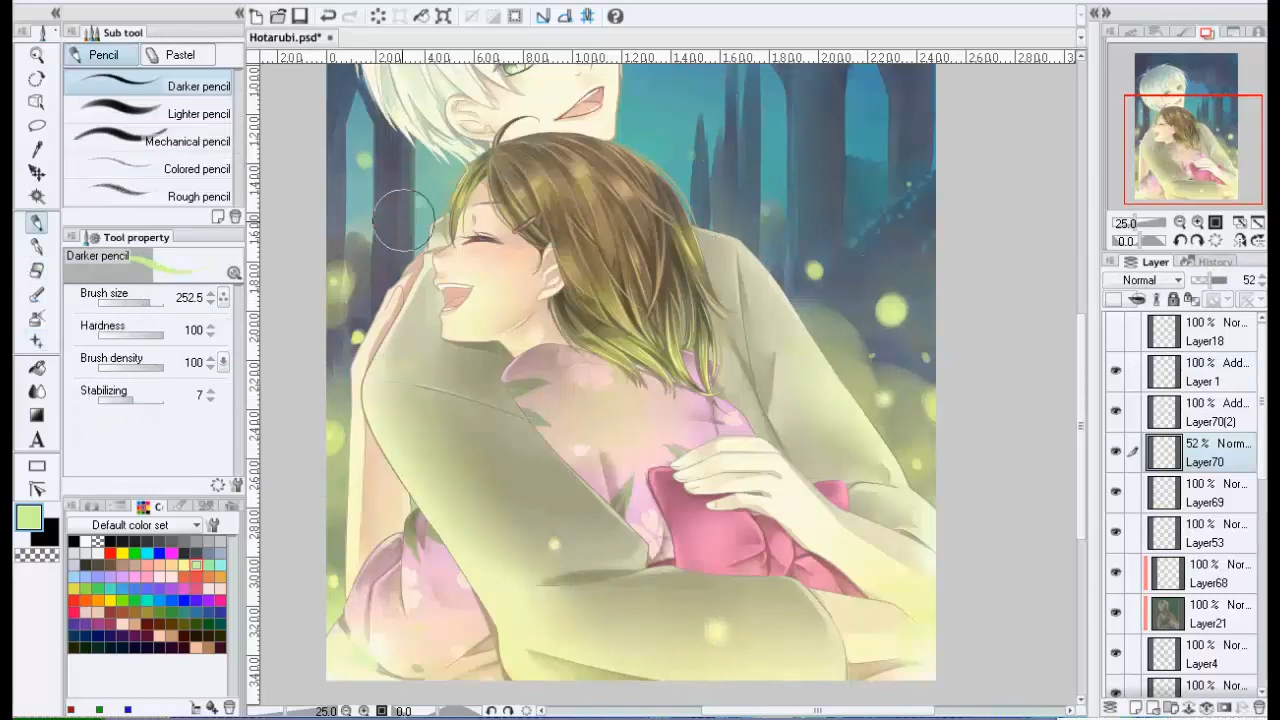 Sub tool
Pencil
Pastel
Darker pencil
Lighter pencil
Mechanical pencil
Colored pencil
Rough pencil
Tool property
Darker pencil
Brush size 252.5
Hardness 100
Brush density 100
Stabilizing 7
Default color set
Hotarubi.psd*
25.0
0.0
25.0
0.0
Layer
History
Normal 52
100 % Nor...
Layer18
100 % Add...
Layer 1
100 % Add...
Layer70(2)
52 % Norm...
Layer70
100 % Nor...
Layer69
100 % Nor...
Layer53
100 % Nor...
Layer68
100 % Nor...
Layer21
100 % Nor...
Layer4
100 % Nor...